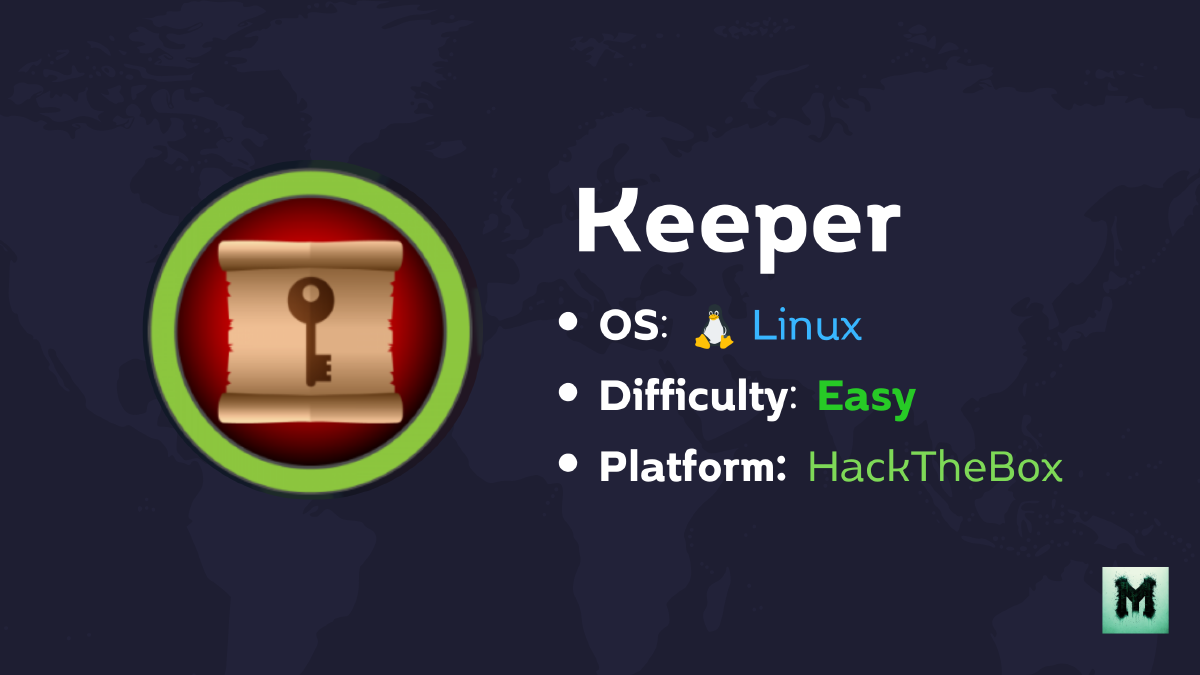 Keeper
• OS: Linux
• Difficulty: Easy
• Platform: HackTheBox
M